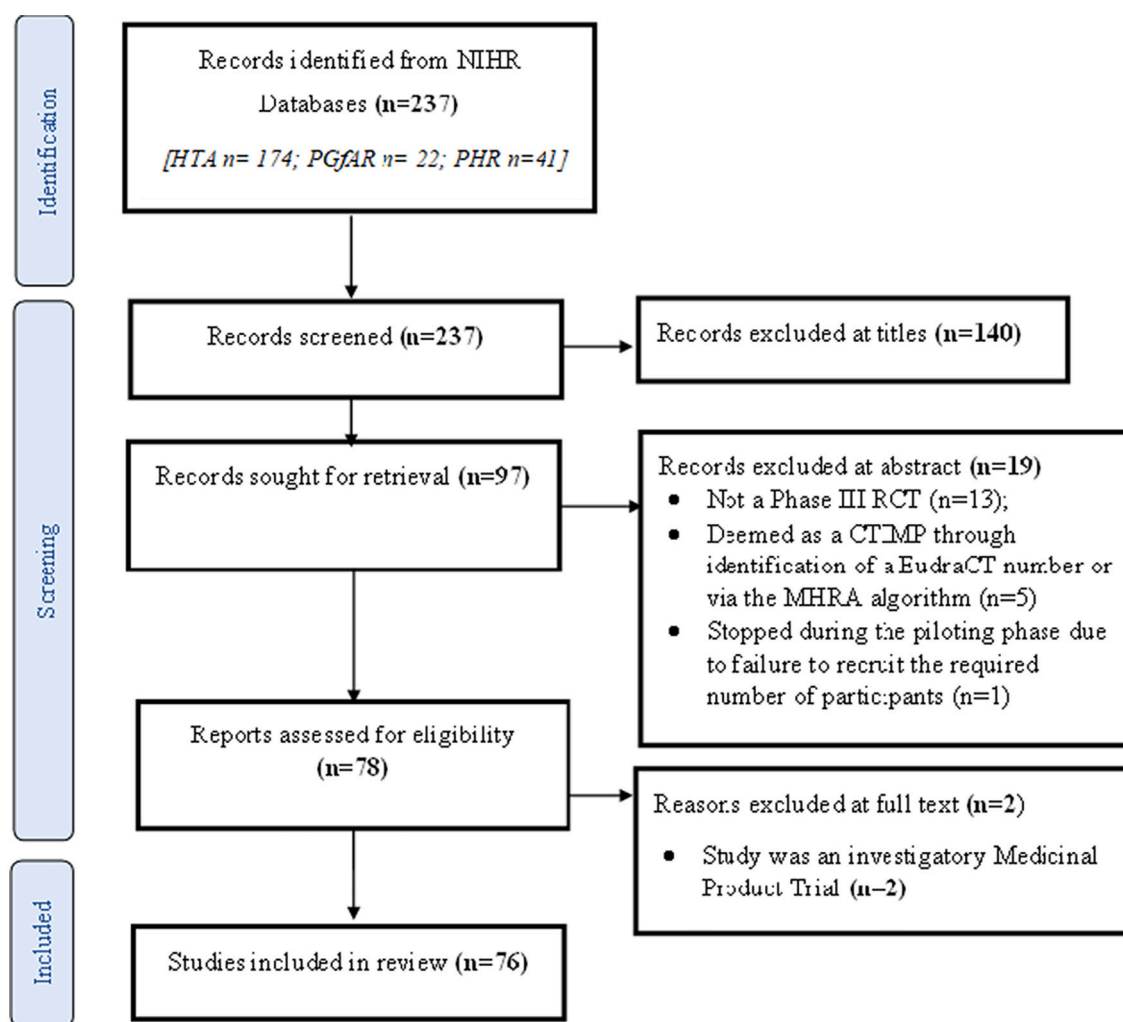 Identification
Records identified from NIHR
Databases (n=237)
[HTA n= 174; PGfAR n= 22; PHR n=41]
Screening
Records screened (n=237)
Records excluded at titles (n=140)
Records sought for retrieval (n=97)
Records excluded at abstract (n=19)
• Not a Phase III RCT (n=13);
• Deemed as a CTIMP through
identification of a EudraCT number or
via the MHRA algorithm (n=5)
• Stopped during the piloting phase due
to failure to recruit the required
number of participants (n=1)
Reports assessed for eligibility
(n=78)
Reasons excluded at full text (n=2)
• Study was an investigatory Medicinal
Product Trial (n=2)
Included
Studies included in review (n=76)